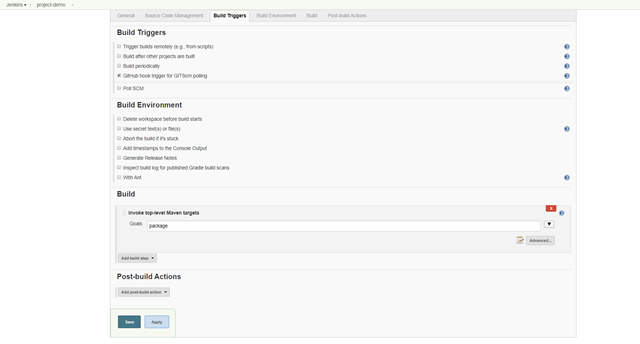 Jenkins
project-demo
General Source Code Management Build Triggers Build Environment Build Post-build Actions
Build Triggers
Trigger builds remotely (e.g., from scripts)
Build after other projects are built
Build periodically
GitHub hook trigger for GITScm polling
Poll SCM
Build Environment
Delete workspace before build starts
Use secret text(s) or file(s)
Abort the build if it's stuck
Add timestamps to the Console Output
Generate Release Notes
Inspect build log for published Gradle build scans
With Ant
Build
Invoke top-level Maven targets
X
Goals package
Advanced...
Add build step
Post-build Actions
Add post-build action
Save Apply